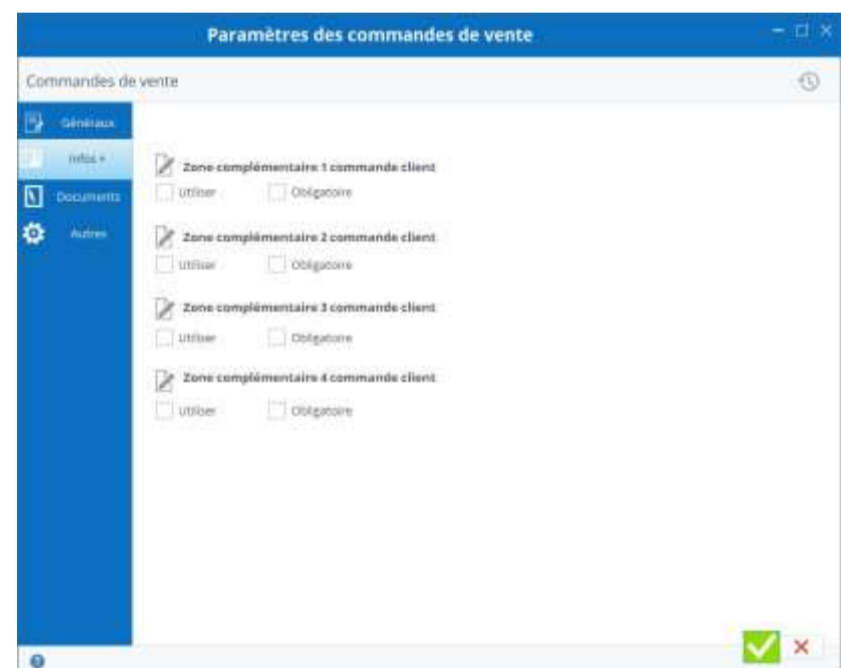 Paramètres des commandes de vente
Commandes de vente
Généraux
Infos +
Documents
Autres
Zone complémentaire 1 commande client
Utiliser Obligatoire
Zone complémentaire 2 commande client
Utiliser Obligatoire
Zone complémentaire 3 commande client
Utiliser Obligatoire
Zone complémentaire 4 commande client
Utiliser Obligatoire